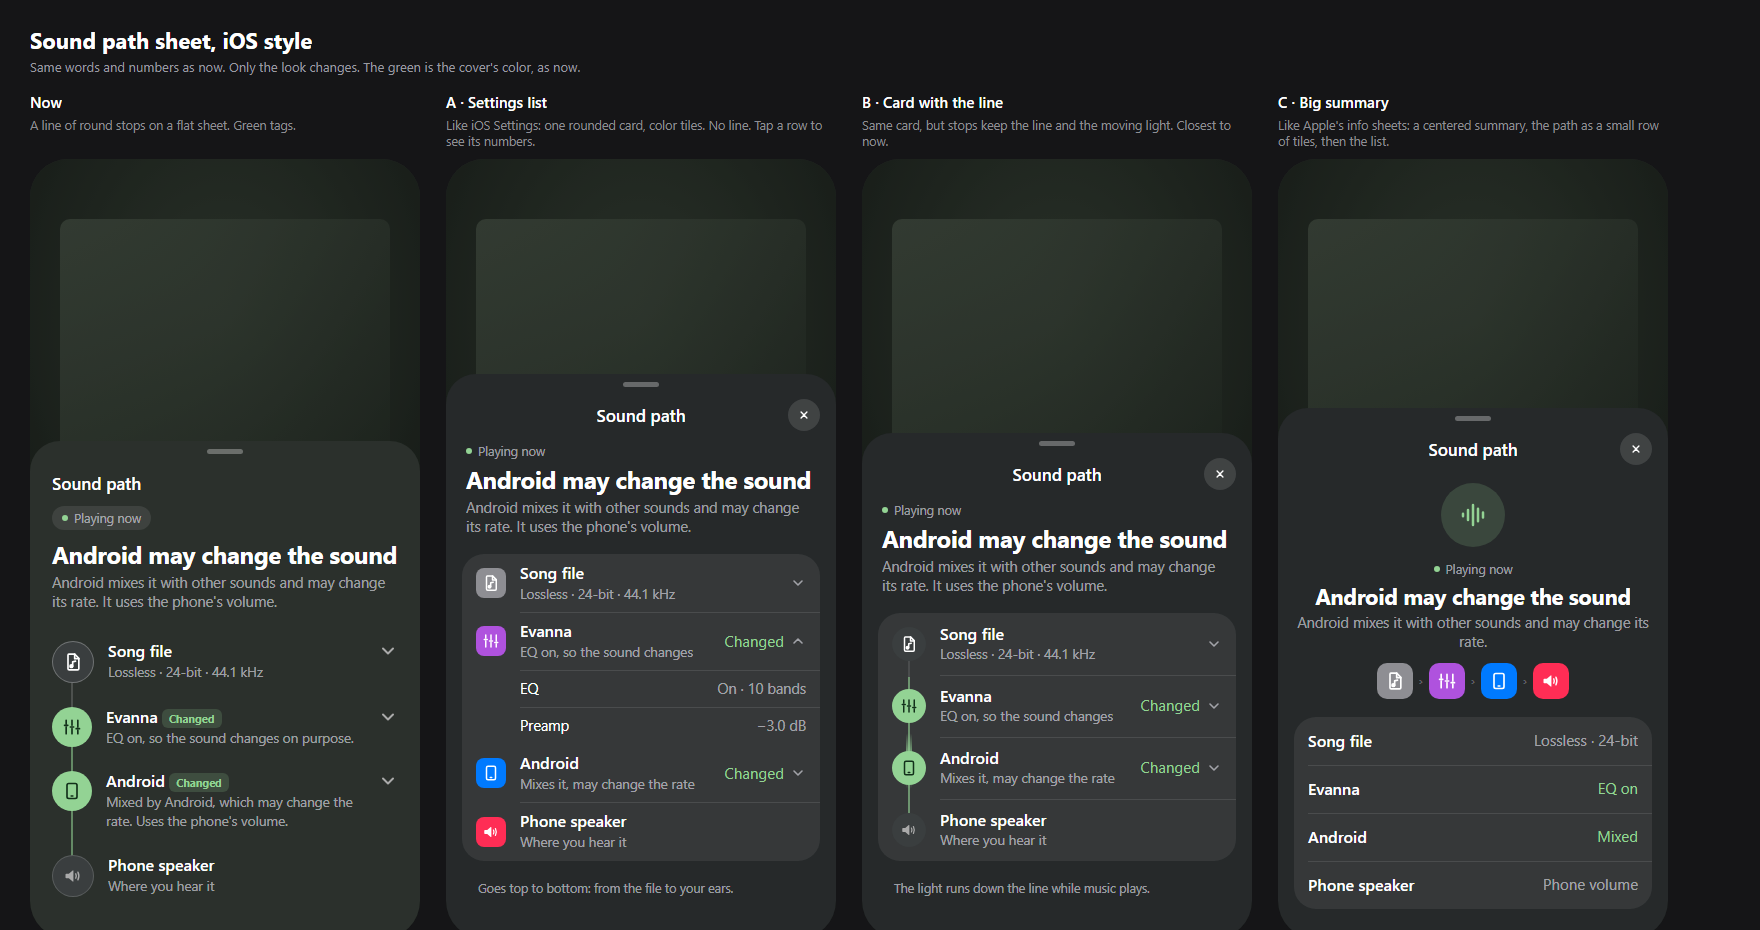 Sound path sheet, iOS style
Same words and numbers as now. Only the look changes. The green is the cover's color, as now.
Now
A line of round stops on a flat sheet. Green tags.
Sound path
Playing now
Android may change the sound
Android mixes it with other sounds and may change
its rate. It uses the phone's volume.
Song file
Lossless · 24-bit · 44.1 kHz
Evanna Changed
EQ on, so the sound changes on purpose.
Android Changed
Mixed by Android, which may change the
rate. Uses the phone's volume.
Phone speaker
Where you hear it
A · Settings list
Like iOS Settings: one rounded card, color tiles. No line. Tap a row to
see its numbers.
Sound path
Playing now
Android may change the sound
Android mixes it with other sounds and may change
its rate. It uses the phone's volume.
Song file
Lossless · 24-bit · 44.1 kHz
Evanna
EQ on, so the sound changes
Changed
EQ On · 10 bands
Preamp −3.0 dB
Android
Mixes it, may change the rate
Changed
Phone speaker
Where you hear it
Goes top to bottom: from the file to your ears.
B · Card with the line
Same card, but stops keep the line and the moving light. Closest to
now.
Sound path
Playing now
Android may change the sound
Android mixes it with other sounds and may change
its rate. It uses the phone's volume.
Song file
Lossless · 24-bit · 44.1 kHz
Evanna
EQ on, so the sound changes
Changed
Android
Mixes it, may change the rate
Changed
Phone speaker
Where you hear it
The light runs down the line while music plays.
C · Big summary
Like Apple's info sheets: a centered summary, the path as a small row
of tiles, then the list.
Sound path
Playing now
Android may change the sound
Android mixes it with other sounds and may change its
rate.
Song file Lossless · 24-bit
Evanna EQ on
Android Mixed
Phone speaker Phone volume